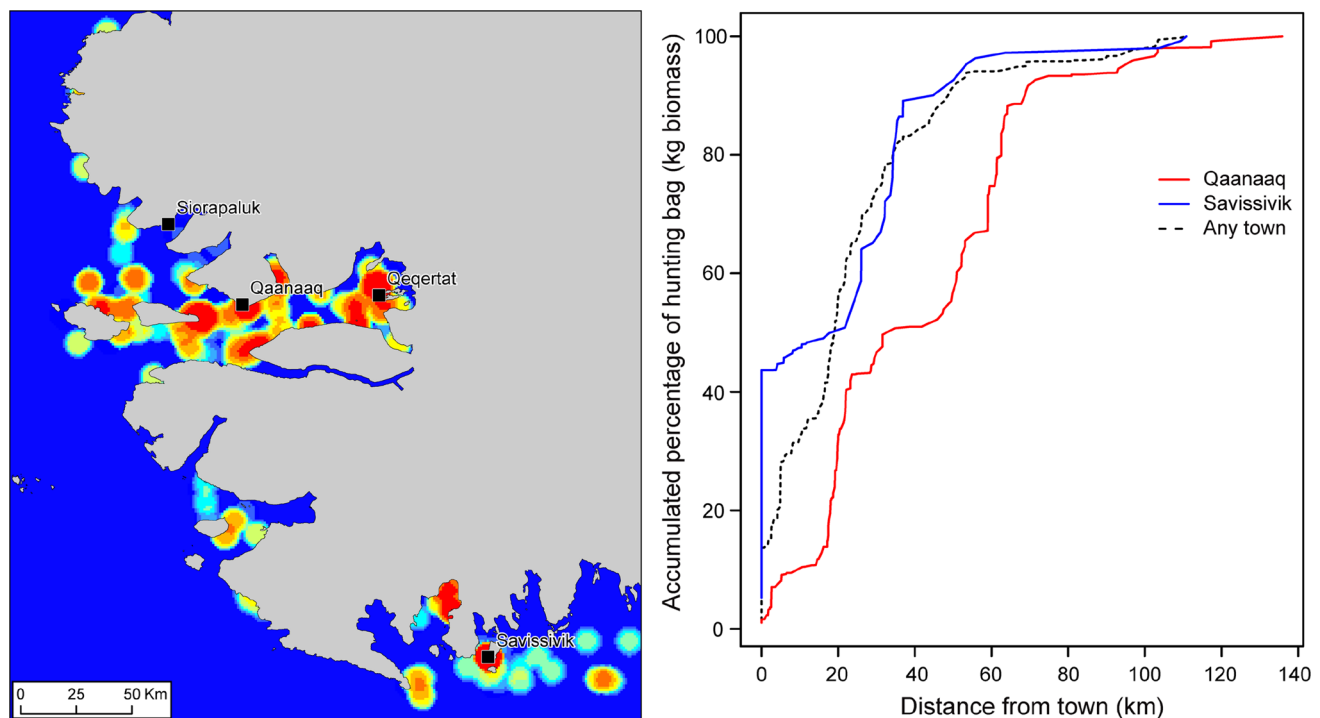 Siorapaluk
Qaanaaq
Qeqertat
Savissivik
0 25 50 Km
Accumulated percentage of hunting bag (kg biomass)
100
80
60
40
20
0
Qaanaaq
Savissivik
Any town
0 20 40 60 80 100 120 140
Distance from town (km)